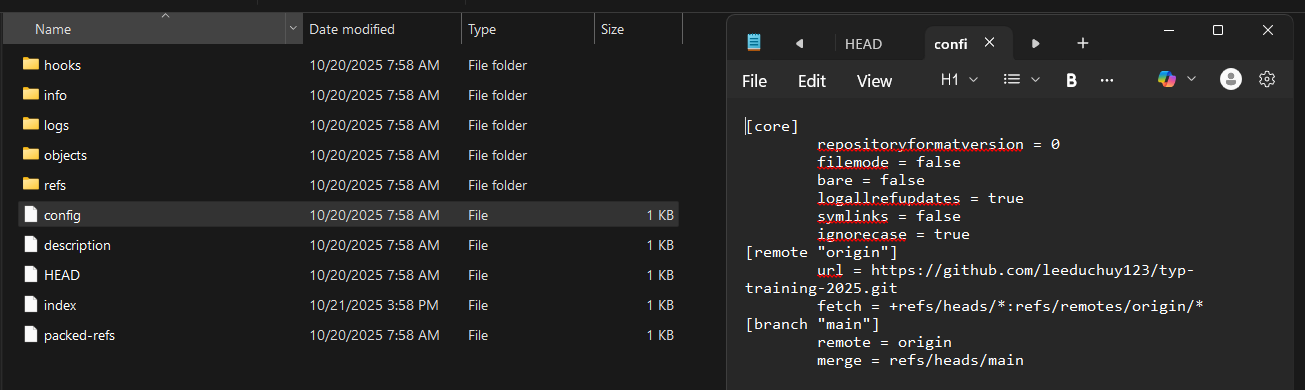 Name Date modified Type Size
hooks 10/20/2025 7:58 AM File folder
info 10/20/2025 7:58 AM File folder
logs 10/20/2025 7:58 AM File folder
objects 10/20/2025 7:58 AM File folder
refs 10/20/2025 7:58 AM File folder
config 10/20/2025 7:58 AM File 1 KB
description 10/20/2025 7:58 AM File 1 KB
HEAD 10/20/2025 7:58 AM File 1 KB
index 10/21/2025 3:58 PM File 1 KB
packed-refs 10/20/2025 7:58 AM File 1 KB
HEAD confi
File Edit View H1 B
[core]
repositoryformatversion = 0
filemode = false
bare = false
logallrefupdates = true
symlinks = false
ignorecase = true
[remote "origin"]
url = https://github.com/leeduchuy123/typ-
training-2025.git
fetch = +refs/heads/*:refs/remotes/origin/*
[branch "main"]
remote = origin
merge = refs/heads/main